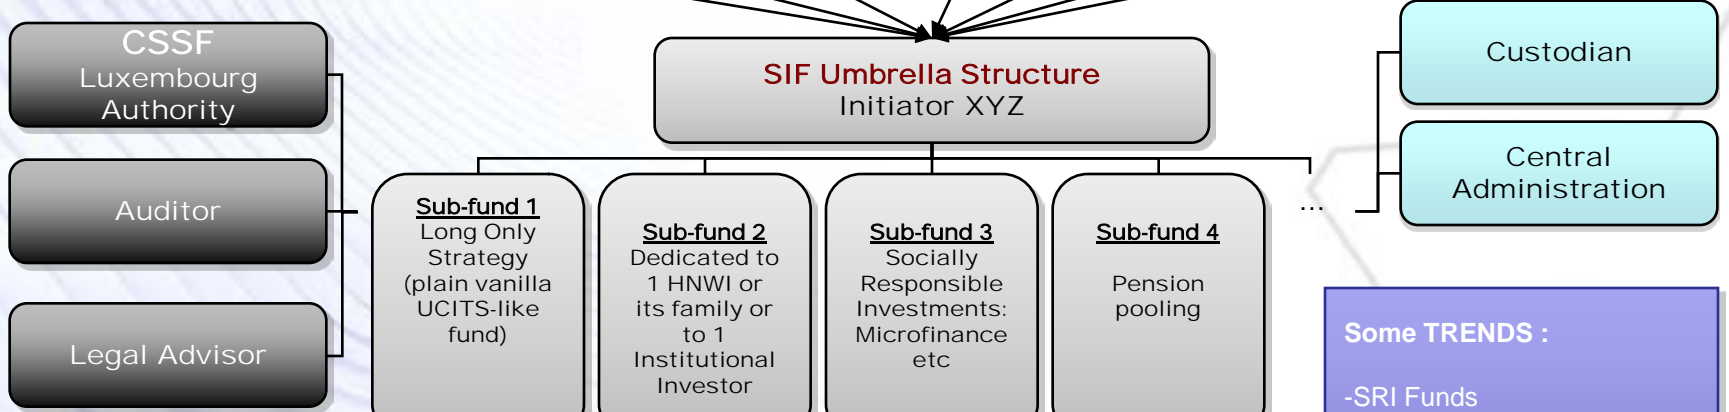 CSSF
Luxembourg
Authority
Auditor
Legal Advisor
SIF Umbrella Structure
Initiator XYZ
Sub-fund 1
Long Only
Strategy
(plain vanilla
UCITS-like
fund)
Sub-fund 2
Dedicated to
1 HNWI or
its family or
to 1
Institutional
Investor
Sub-fund 3
Socially
Responsible
Investments:
Microfinance
etc
Sub-fund 4
Pension
pooling
...
Custodian
Central
Administration
Some TRENDS :
-SRI Funds